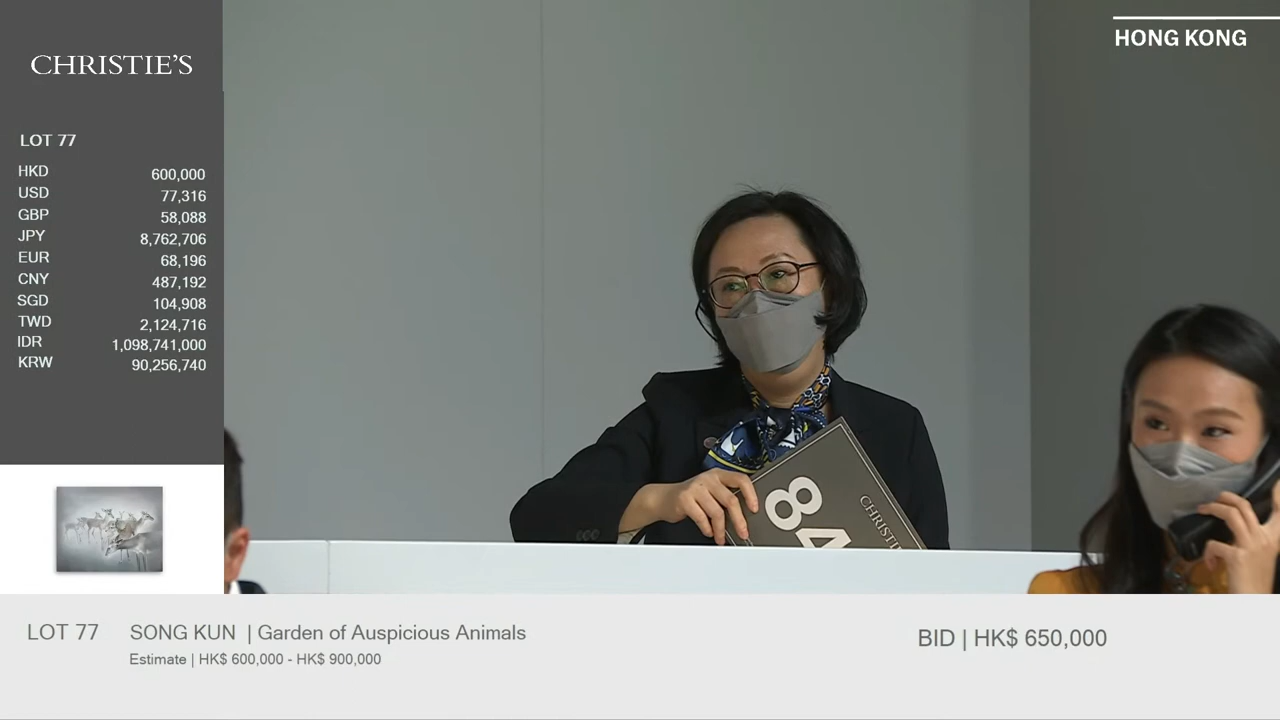 HONG KONG
CHRISTIE'S
LOT 77
HKD 600,000
USD 77,316
GBP 58,088
JPY 8,762,706
EUR 68,196
CNY 487,192
SGD 104,908
TWD 2,124,716
IDR 1,098,741,000
KRW 90,256,740
84
CHRISTI
LOT 77 SONG KUN | Garden of Auspicious Animals
Estimate | HK$ 600,000 - HK$ 900,000
BID | HK$ 650,000